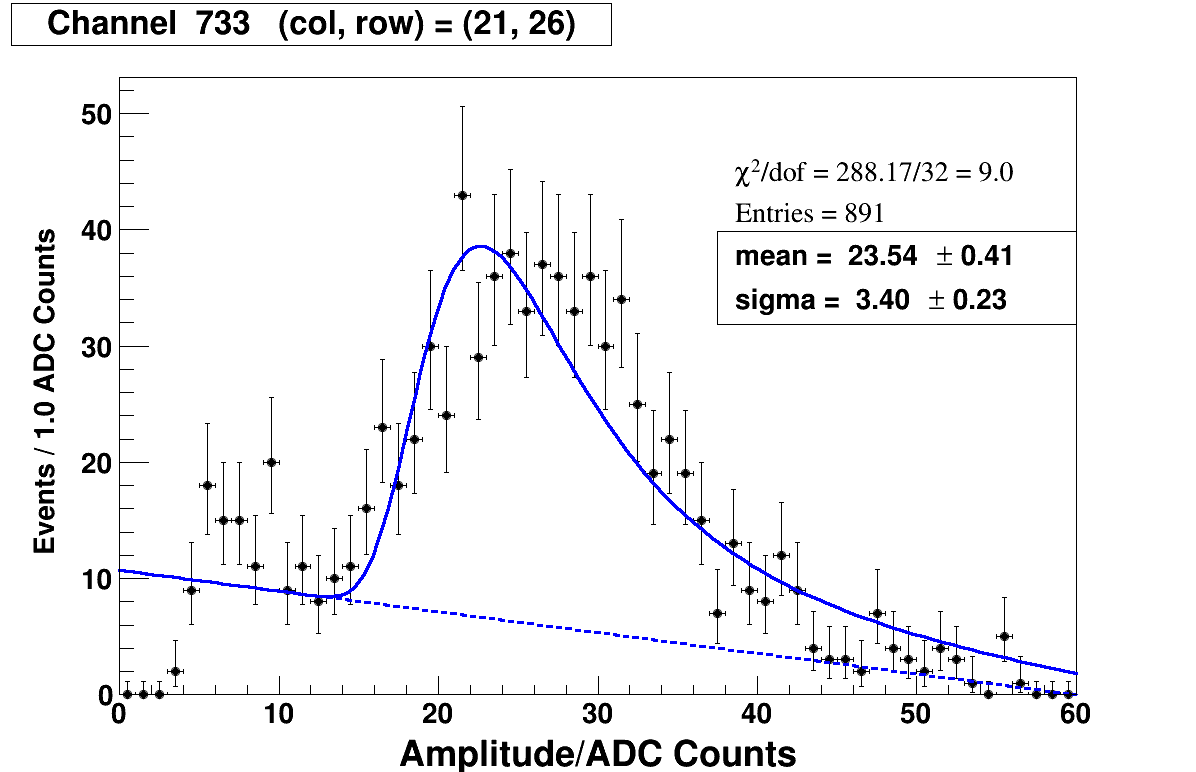 Channel 733 (col, row) = (21, 26)
50
40
30
20
10
0
Events / 1.0 ADC Counts
χ²/dof = 288.17/32 = 9.0
Entries = 891
mean = 23.54 ± 0.41
sigma = 3.40 ± 0.23
0 10 20 30 40 50 60
Amplitude/ADC Counts